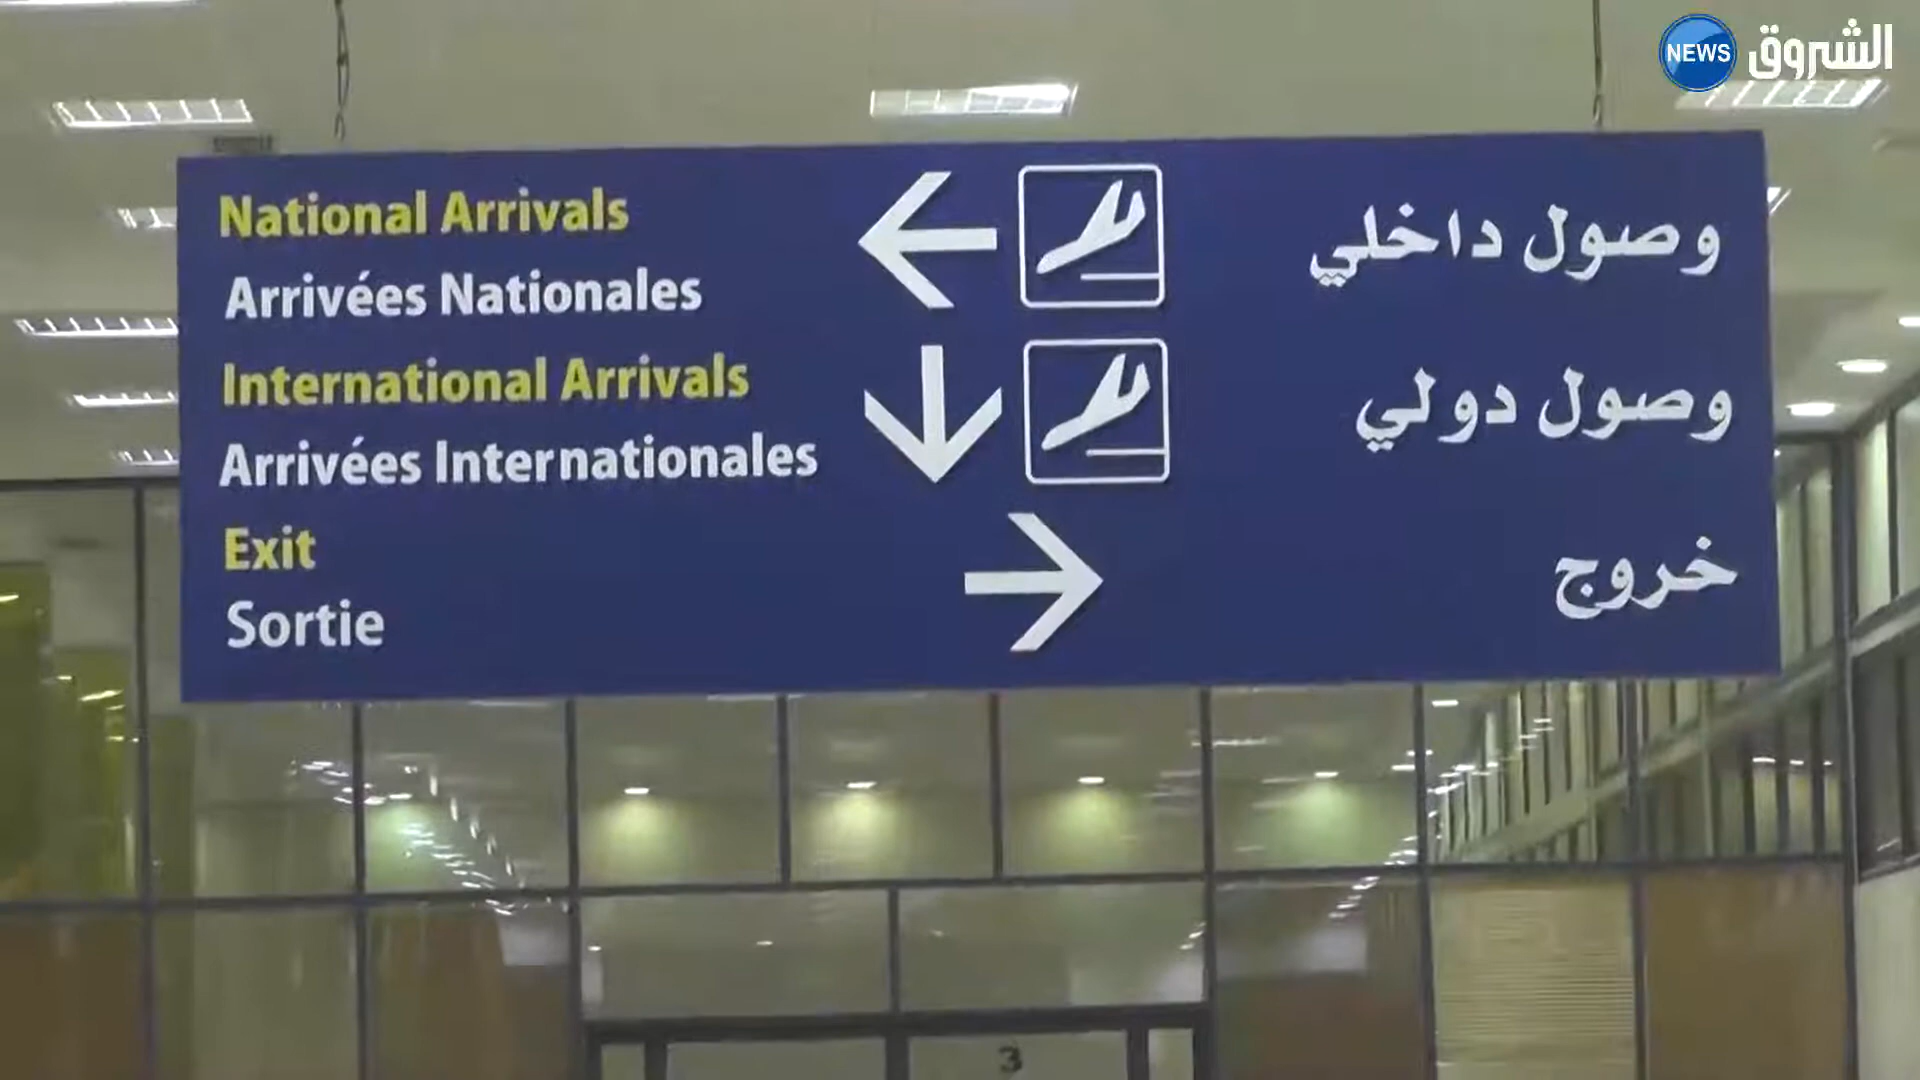 NEWS الشروق
National Arrivals
Arrivées Nationales
وصول داخلي
International Arrivals
Arrivées Internationales
وصول دولي
Exit
Sortie
خروج
3